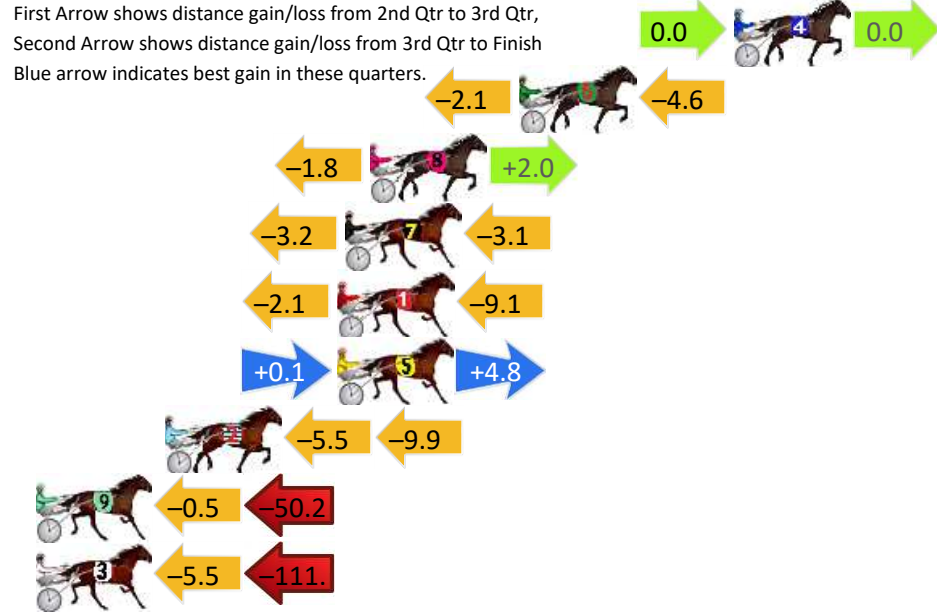 First Arrow shows distance gain/loss from 2nd Qtr to 3rd Qtr,
Second Arrow shows distance gain/loss from 3rd Qtr to Finish
Blue arrow indicates best gain in these quarters.
0.0 4 0.0
–2.1 –4.6
–1.8 8 +2.0
–3.2 7 –3.1
–2.1 1 –9.1
+0.1 5 +4.8
–5.5 –9.9
9 –0.5 –50.2
3 –5.5 –111.